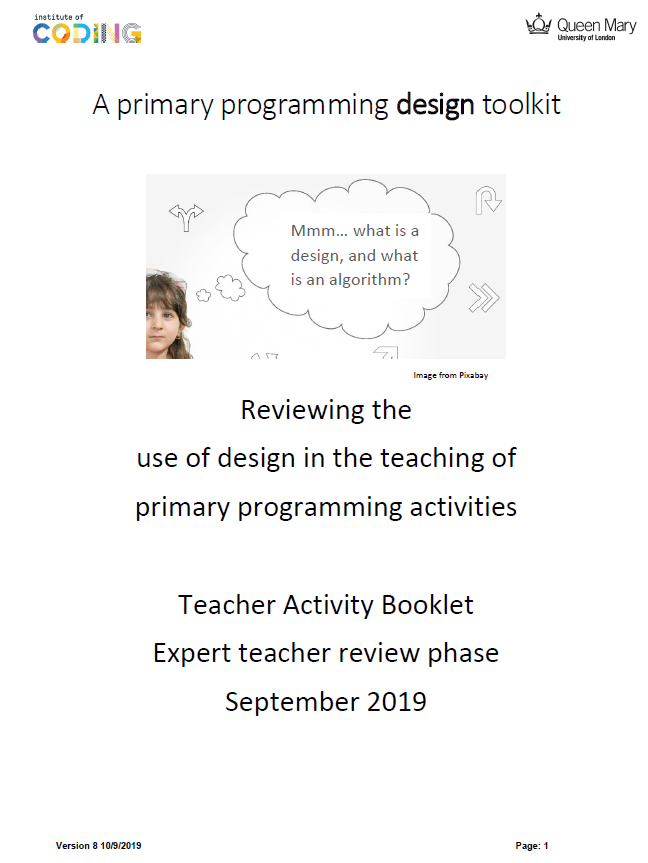 institute of
CODING
Queen Mary
University of London
A primary programming design toolkit
Mmm... what is a
design, and what
is an algorithm?
Image from Pixabay
Reviewing the
use of design in the teaching of
primary programming activities
Teacher Activity Booklet
Expert teacher review phase
September 2019
Version 8 10/9/2019
Page: 1